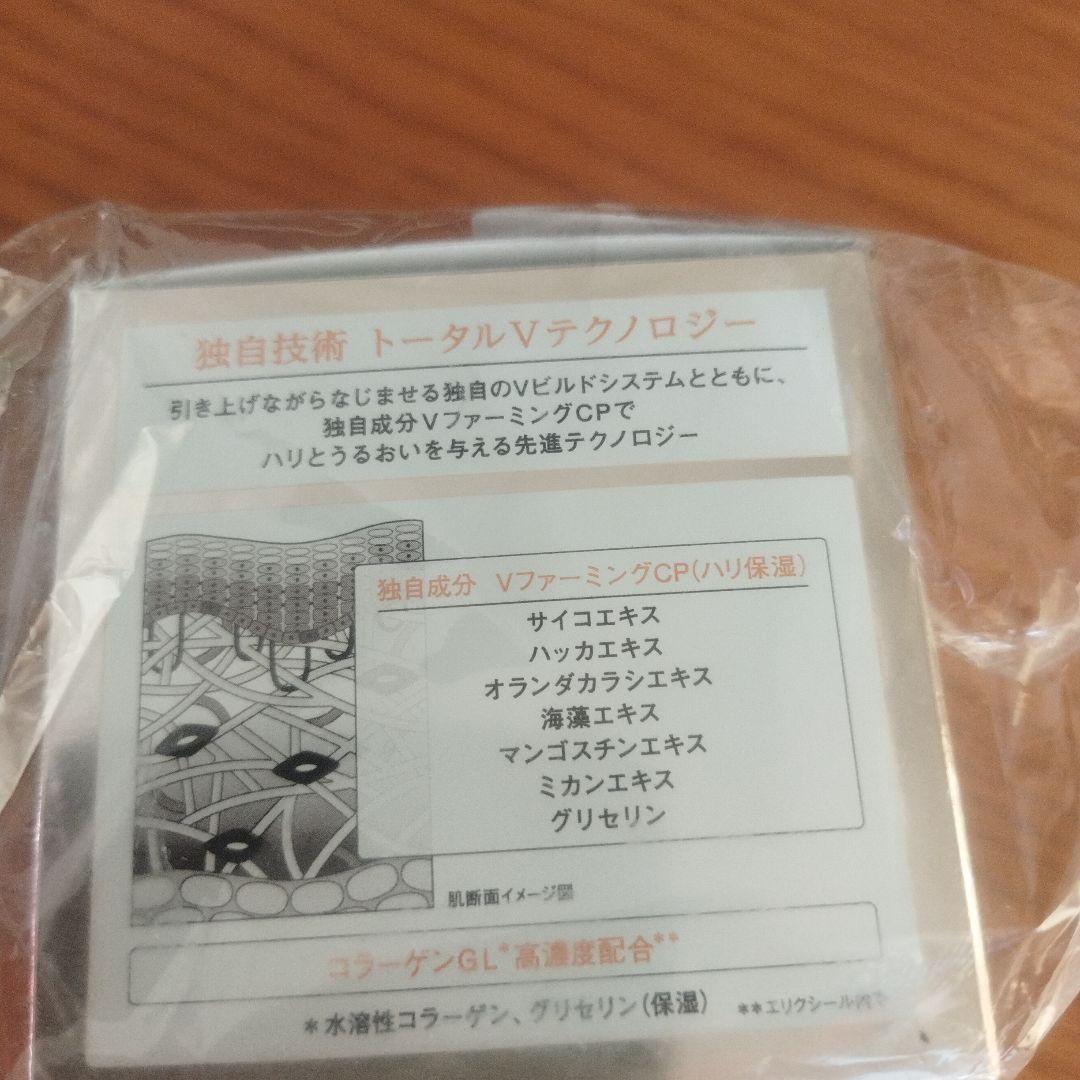 独自技術 トータルVテクノロジー
引き上げながらなじませる独自のVビルドシステムとともに、
独自成分VファーミングCPで
ハリとうるおいを与える先進テクノロジー
独自成分 VファーミングCP(ハリ保湿)
サイコエキス
ハッカエキス
オランダカラシエキス
海藻エキス
マンゴスチンエキス
ミカンエキス
グリセリン
肌断面イメージ図
コラーゲンGL*高濃度配合**
*水溶性コラーゲン、グリセリン(保湿) **エリクシール内で